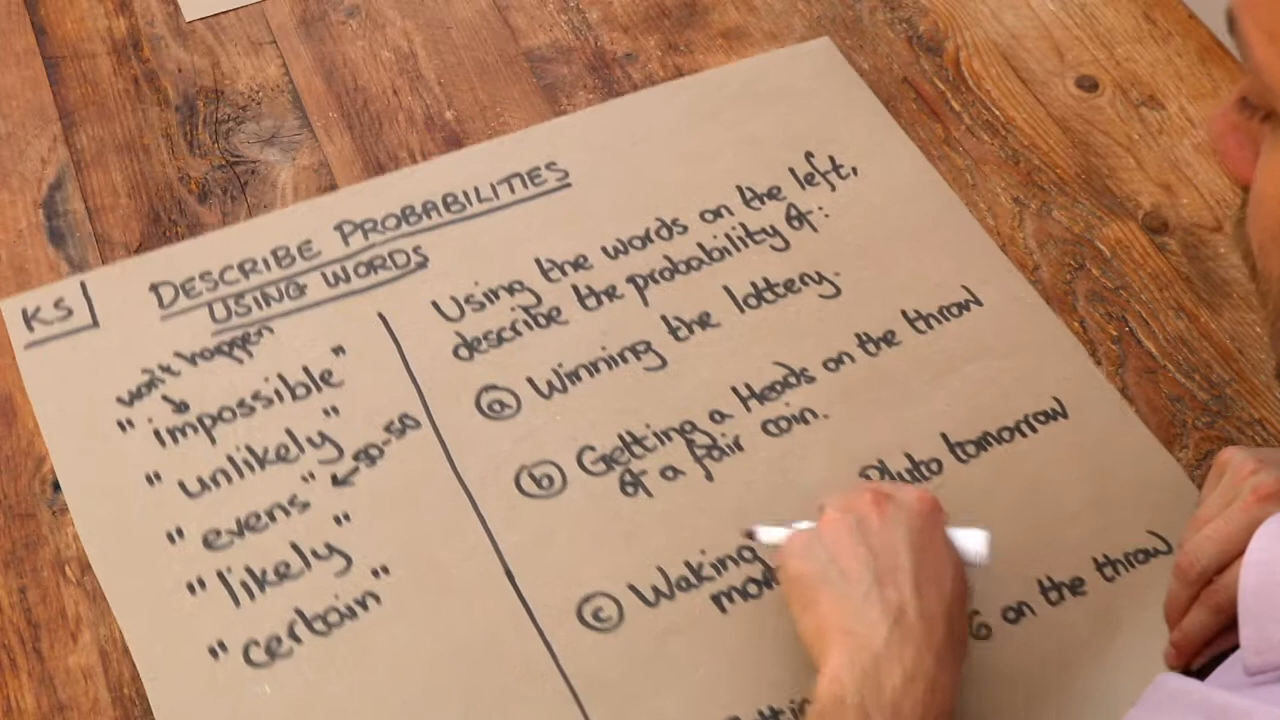 KS
DESCRIBE PROBABILITIES
USING WORDS
won't happen
"impossible"
"unlikely"
"evens" 50-50
"likely"
"certain"
Using the words on the left,
describe the probability of:
(a) Winning the lottery.
(b) Getting a Heads on the throw
of a fair coin.
(c) Waking Pluto tomorrow
6 on the throw